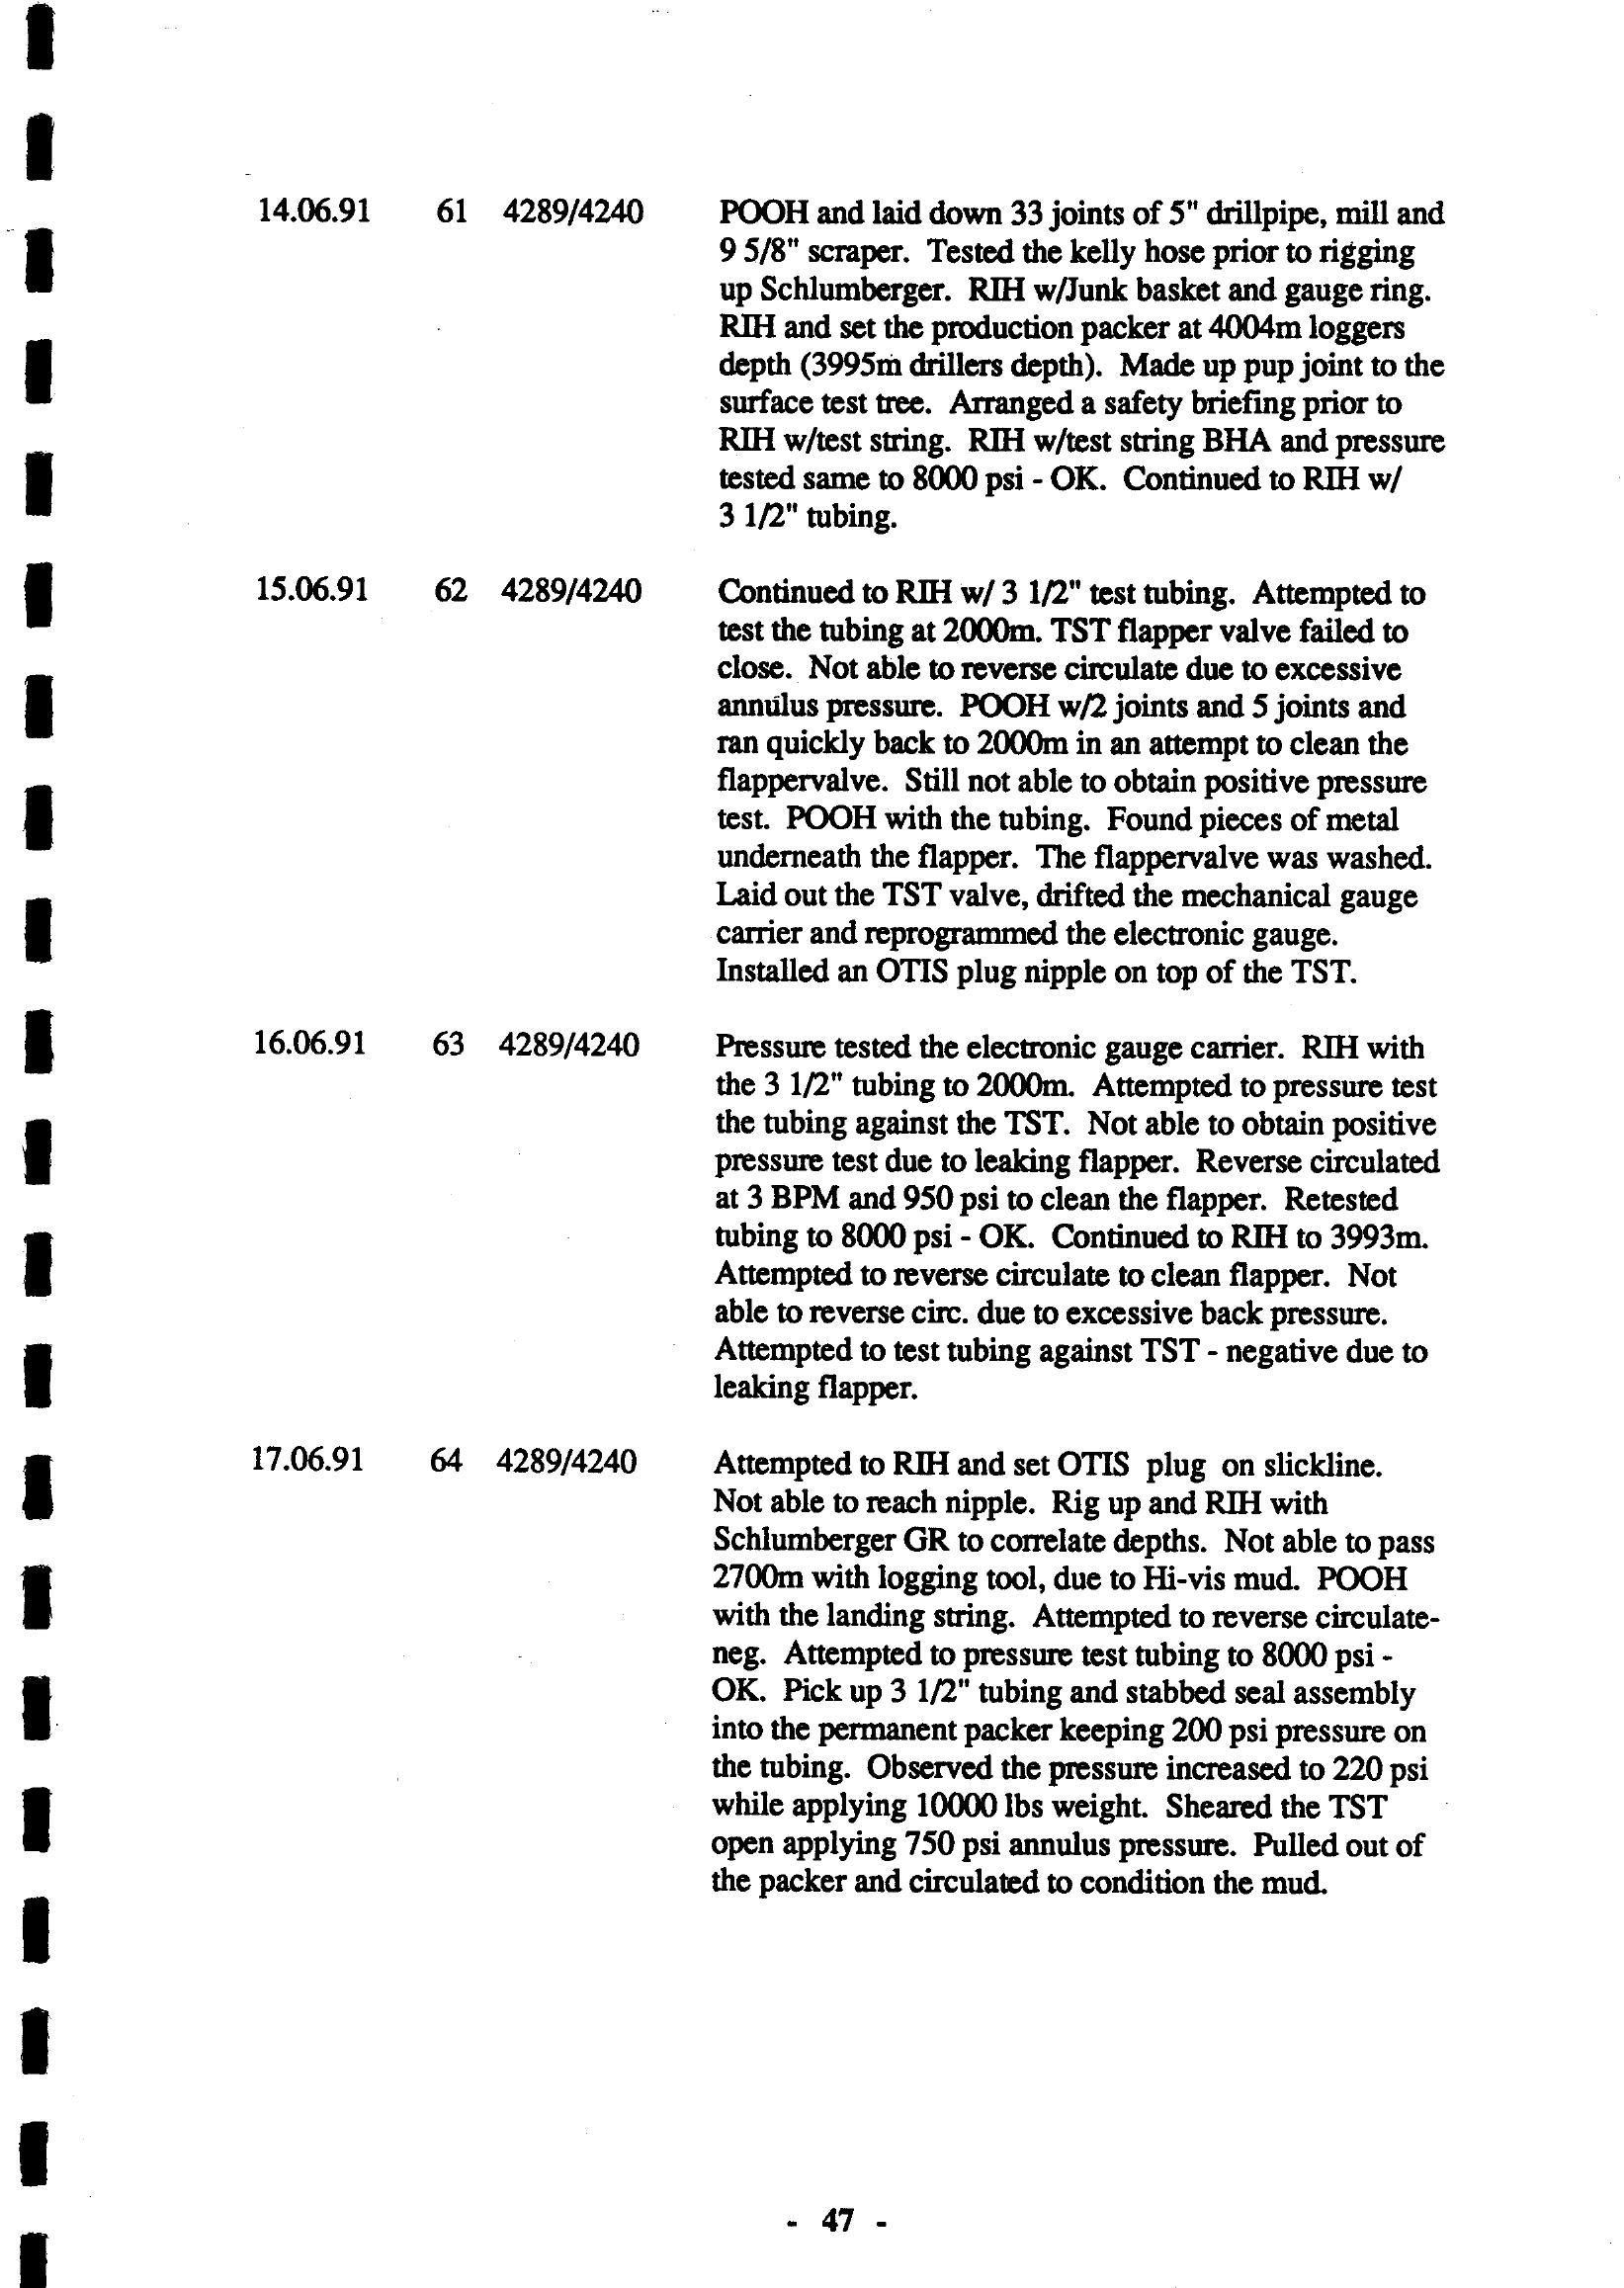 14.06.91 61 4289/4240 POOH and laid down 33 joints of 5" drillpipe, mill and
9 5/8" scraper. Tested the kelly hose prior to rigging
up Schlumberger. RIH w/Junk basket and gauge ring.
RIH and set the production packer at 4004m loggers
depth (3995m drillers depth). Made up pup joint to the
surface test tree. Arranged a safety briefing prior to
RIH w/test string. RIH w/test string BHA and pressure
tested same to 8000 psi - OK. Continued to RIH w/
3 1/2" tubing.
15.06.91 62 4289/4240 Continued to RIH w/ 3 1/2" test tubing. Attempted to
test the tubing at 2000m. TST flapper valve failed to
close. Not able to reverse circulate due to excessive
annulus pressure. POOH w/2 joints and 5 joints and
ran quickly back to 2000m in an attempt to clean the
flappervalve. Still not able to obtain positive pressure
test. POOH with the tubing. Found pieces of metal
underneath the flapper. The flappervalve was washed.
Laid out the TST valve, drifted the mechanical gauge
carrier and reprogrammed the electronic gauge.
Installed an OTIS plug nipple on top of the TST.
16.06.91 63 4289/4240 Pressure tested the electronic gauge carrier. RIH with
the 3 1/2" tubing to 2000m. Attempted to pressure test
the tubing against the TST. Not able to obtain positive
pressure test due to leaking flapper. Reverse circulated
at 3 BPM and 950 psi to clean the flapper. Retested
tubing to 8000 psi - OK. Continued to RIH to 3993m.
Attempted to reverse circulate to clean flapper. Not
able to reverse circ. due to excessive back pressure.
Attempted to test tubing against TST - negative due to
leaking flapper.
17.06.91 64 4289/4240 Attempted to RIH and set OTIS plug on slickline.
Not able to reach nipple. Rig up and RIH with
Schlumberger GR to correlate depths. Not able to pass
2700m with logging tool, due to Hi-vis mud. POOH
with the landing string. Attempted to reverse circulate-
neg. Attempted to pressure test tubing to 8000 psi -
OK. Pick up 3 1/2" tubing and stabbed seal assembly
into the permanent packer keeping 200 psi pressure on
the tubing. Observed the pressure increased to 220 psi
while applying 10000 lbs weight. Sheared the TST
open applying 750 psi annulus pressure. Pulled out of
the packer and circulated to condition the mud.
- 47 -